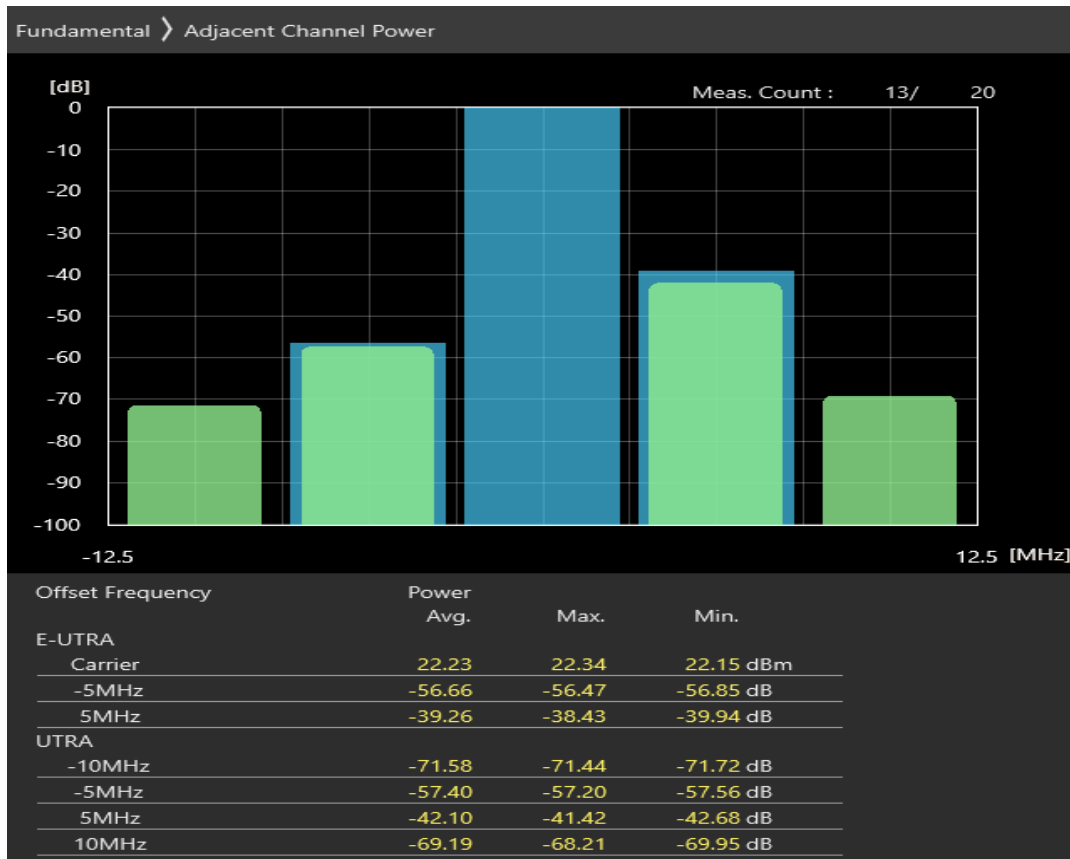 Fundamental ❯ Adjacent Channel Power
[dB]
Meas. Count : 13/ 20
0
-10
-20
-30
-40
-50
-60
-70
-80
-90
-100
-12.5 12.5 [MHz]
Offset Frequency Power
Avg. Max. Min.
E-UTRA
Carrier 22.23 22.34 22.15 dBm
-5MHz -56.66 -56.47 -56.85 dB
5MHz -39.26 -38.43 -39.94 dB
UTRA
-10MHz -71.58 -71.44 -71.72 dB
-5MHz -57.40 -57.20 -57.56 dB
5MHz -42.10 -41.42 -42.68 dB
10MHz -69.19 -68.21 -69.95 dB